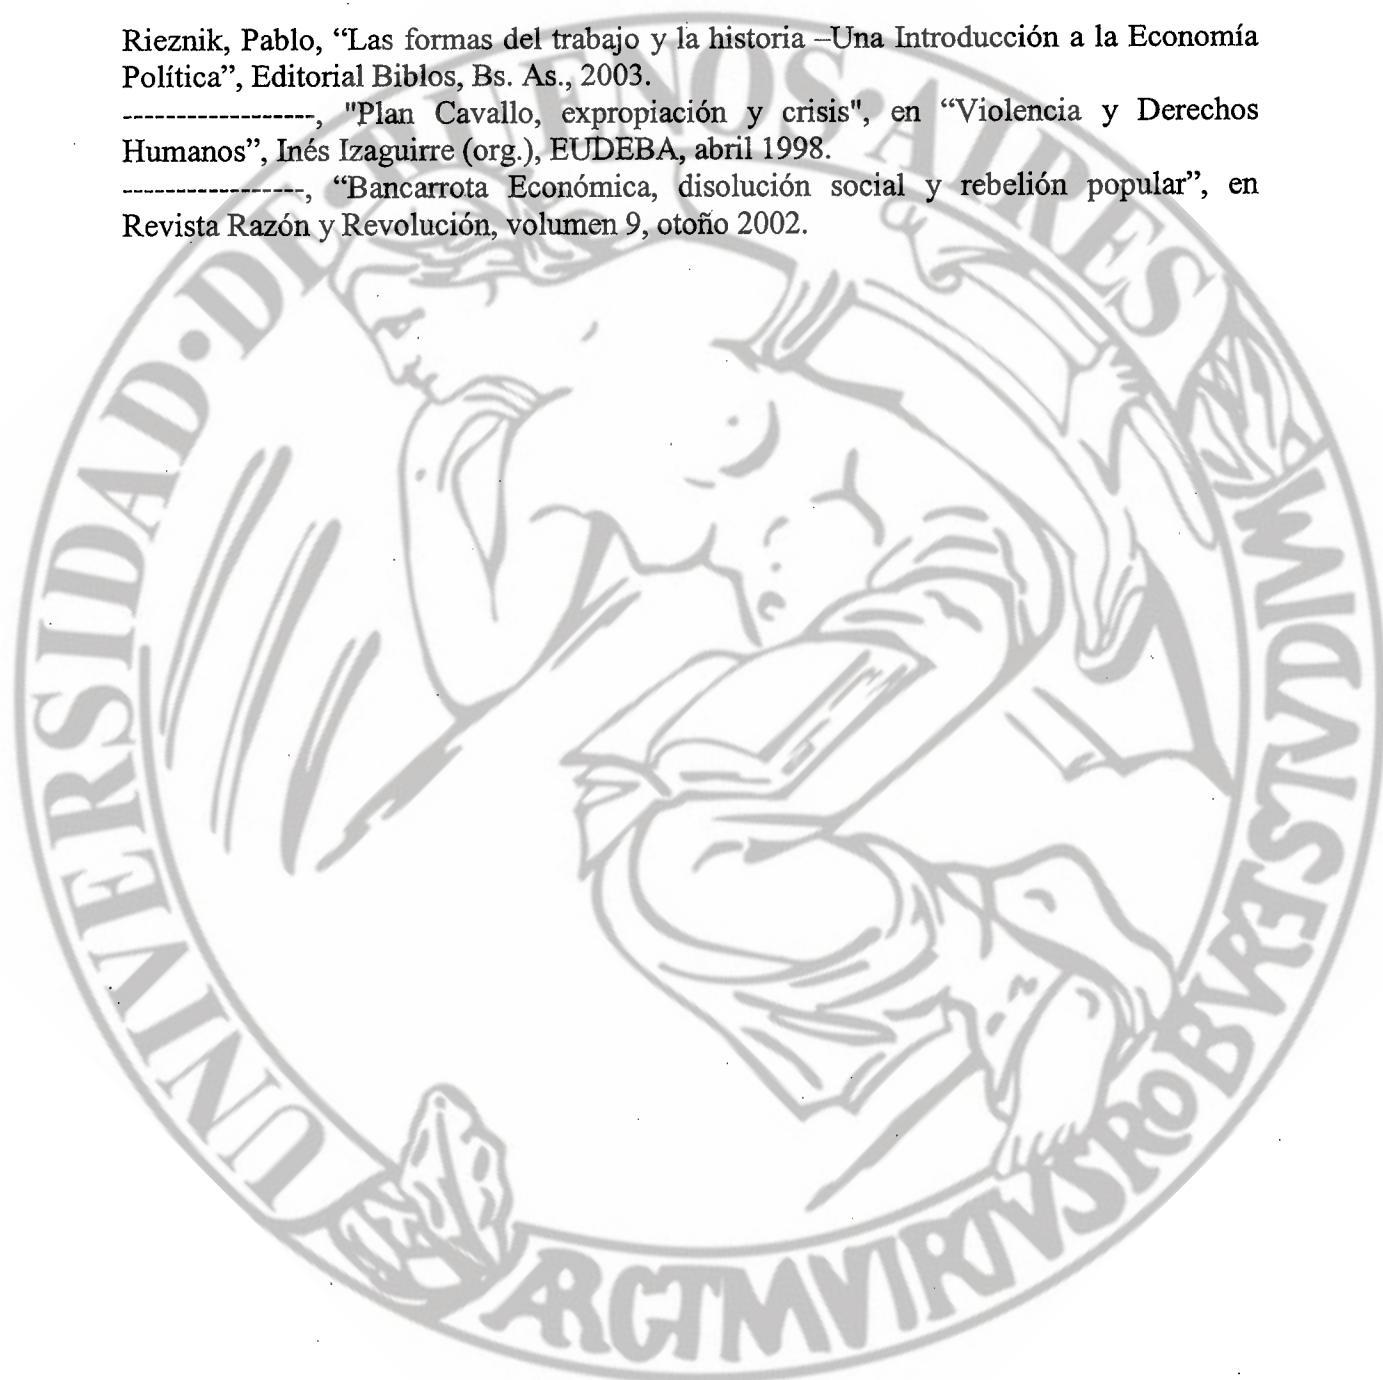 Rieznik, Pablo, “Las formas del trabajo y la historia –Una Introducción a la Economía
Política”, Editorial Biblos, Bs. As., 2003.
------------------, "Plan Cavallo, expropiación y crisis", en “Violencia y Derechos
Humanos”, Inés Izaguirre (org.), EUDEBA, abril 1998.
-----------------, “Bancarrota Económica, disolución social y rebelión popular”, en
Revista Razón y Revolución, volumen 9, otoño 2002.
UNIVERSIDAD·DE·BUENOS·AIRES
ARGTMVIRTVSROBVRETSTVDIVM